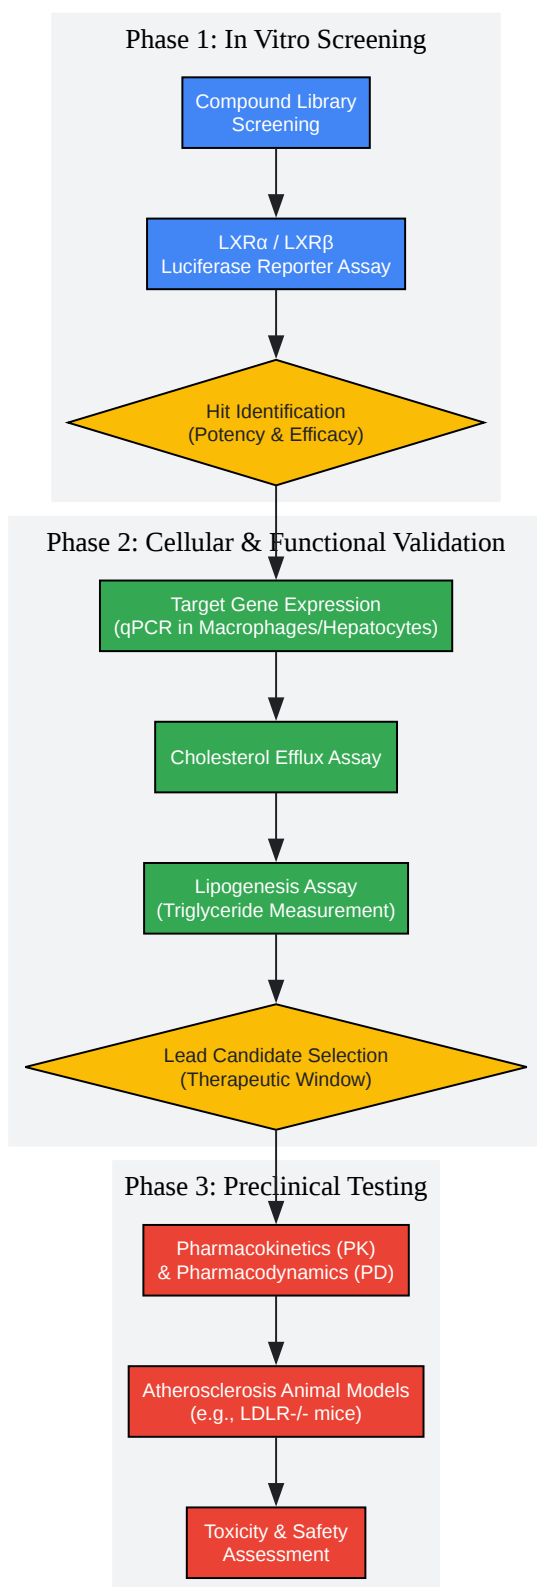 Phase 1: In Vitro Screening
Compound Library
Screening
LXRα / LXRβ
Luciferase Reporter Assay
Hit Identification
(Potency & Efficacy)
Phase 2: Cellular & Functional Validation
Target Gene Expression
(qPCR in Macrophages/Hepatocytes)
Cholesterol Efflux Assay
Lipogenesis Assay
(Triglyceride Measurement)
Lead Candidate Selection
(Therapeutic Window)
Phase 3: Preclinical Testing
Pharmacokinetics (PK)
& Pharmacodynamics (PD)
Atherosclerosis Animal Models
(e.g., LDLR-/- mice)
Toxicity & Safety
Assessment